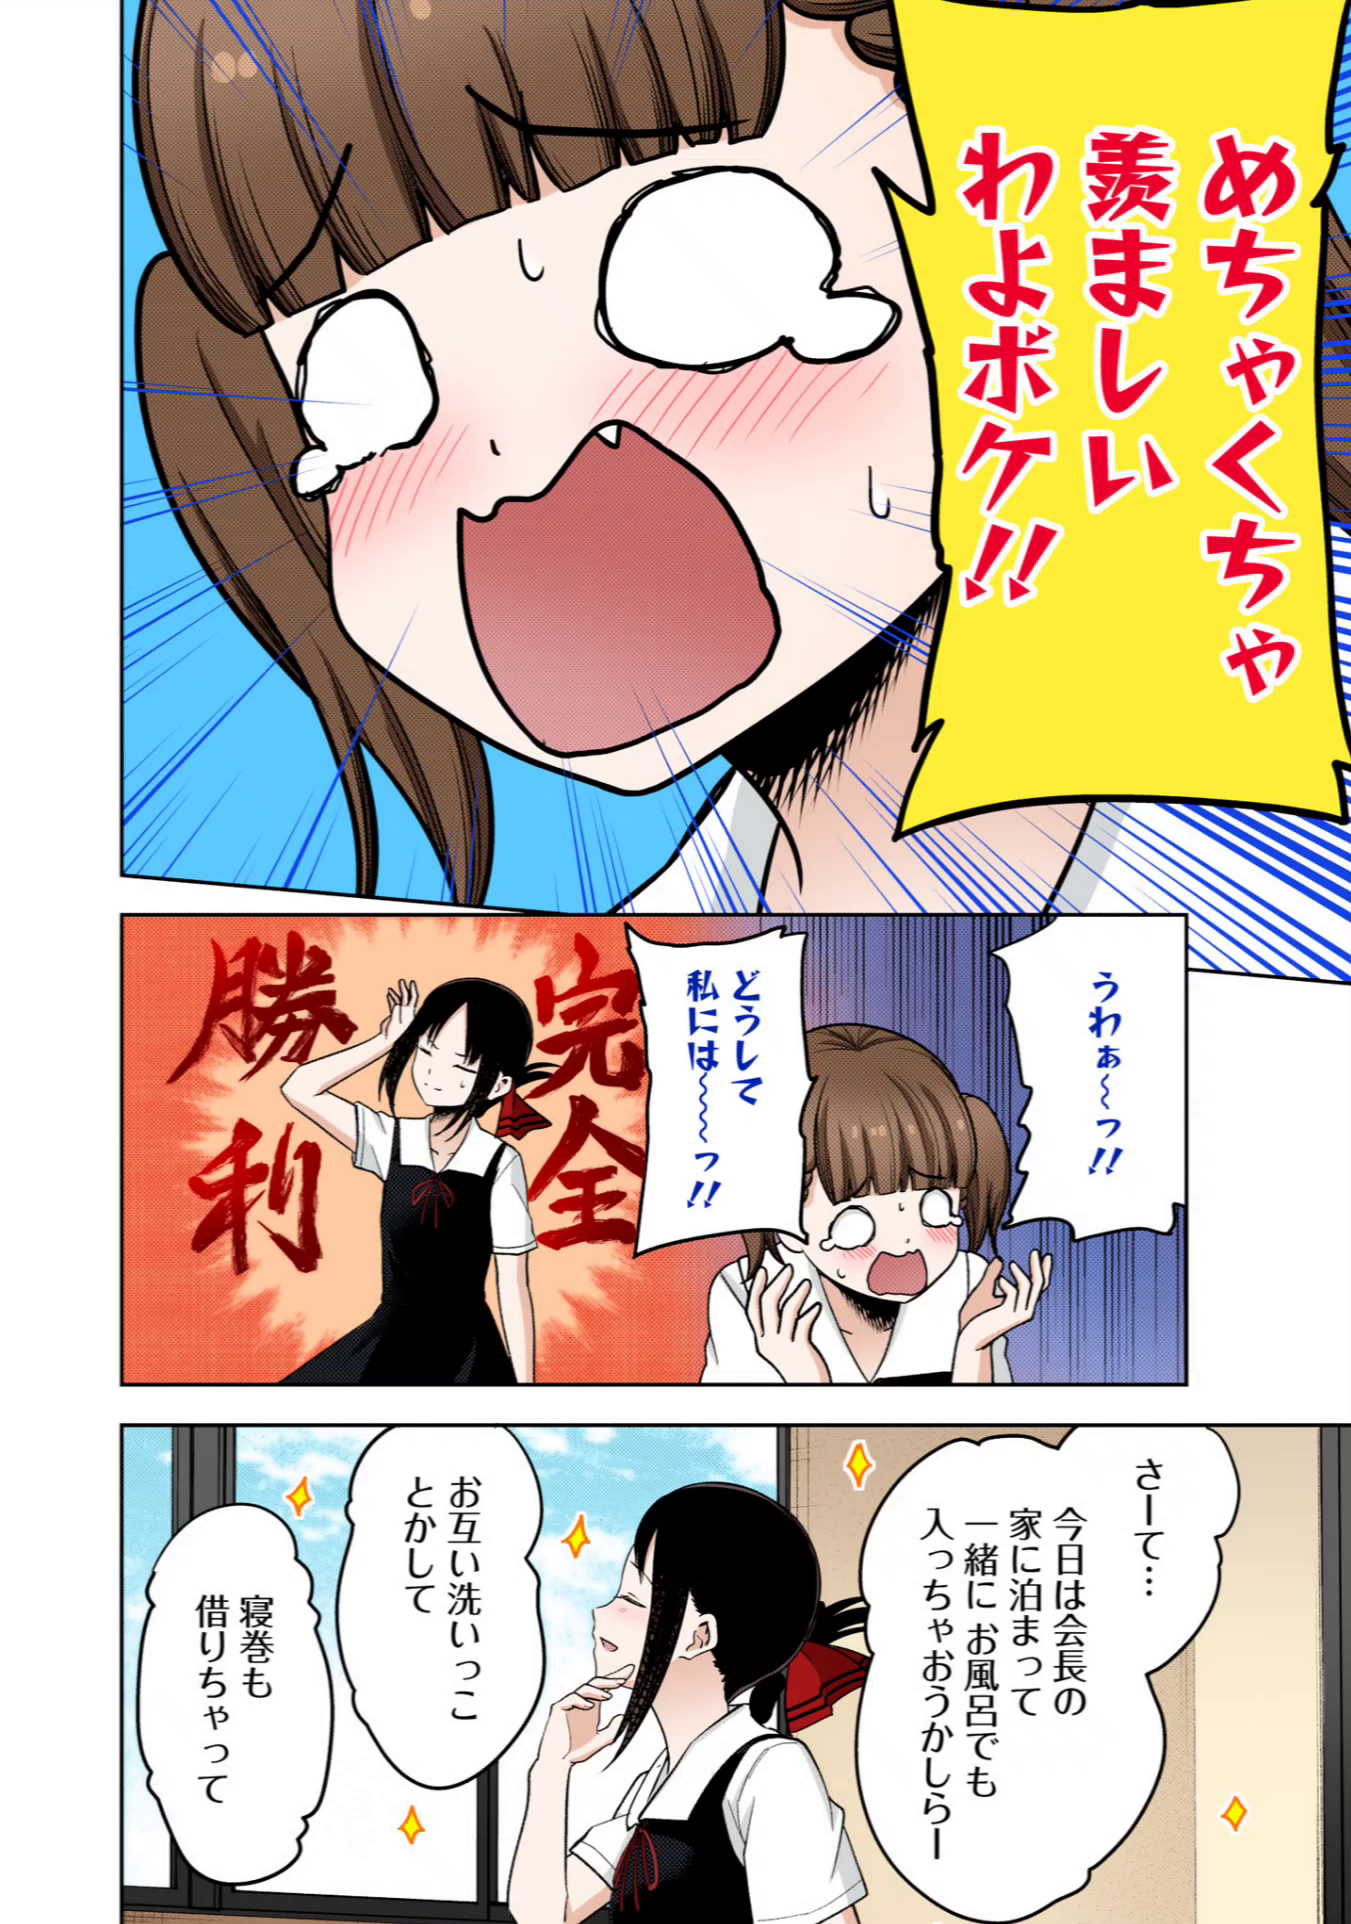 めちゃくちゃ
羨ましい
わよボケ!!
うわぁ〜っ!!
どうして
私には〜〜〜っ!!
完全
勝利
さーて…
今日は会長の
家に泊まって
一緒にお風呂でも
入っちゃおうかしらー
お互い洗いっこ
とかして
寝巻も
借りちゃって